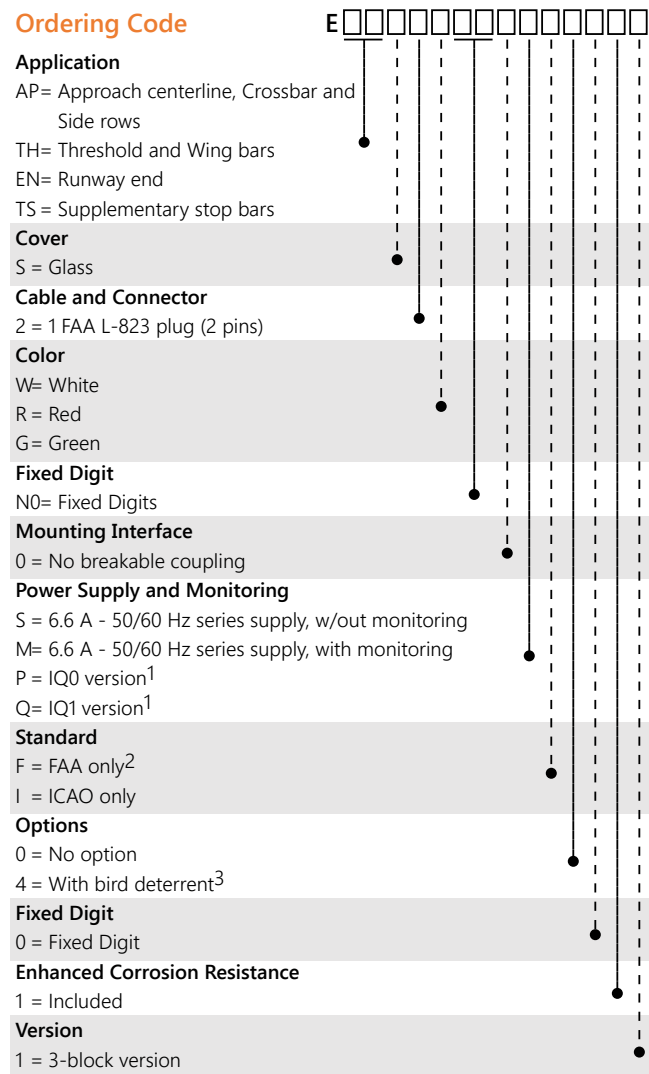 Ordering Code
E
Application
AP= Approach centerline, Crossbar and
Side rows
TH= Threshold and Wing bars
EN= Runway end
TS = Supplementary stop bars
Cover
S = Glass
Cable and Connector
2 = 1 FAA L-823 plug (2 pins)
Color
W= White
R = Red
G= Green
Fixed Digit
N0= Fixed Digits
Mounting Interface
0 = No breakable coupling
Power Supply and Monitoring
S = 6.6 A - 50/60 Hz series supply, w/out monitoring
M= 6.6 A - 50/60 Hz series supply, with monitoring
P = IQ0 version1
Q= IQ1 version1
Standard
F = FAA only2
I = ICAO only
Options
0 = No option
4 = With bird deterrent3
Fixed Digit
0 = Fixed Digit
Enhanced Corrosion Resistance
1 = Included
Version
1 = 3-block version